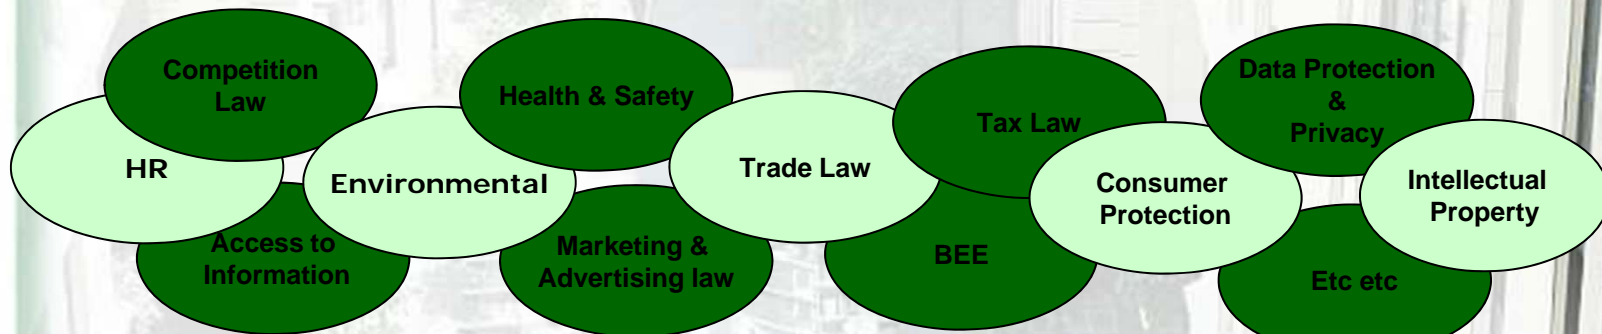 Competition
Law
HR
Access to
Information
Environmental
Health & Safety
Marketing &
Advertising law
Trade Law
Tax Law
BEE
Consumer
Protection
Data Protection
&
Privacy
Intellectual
Property
Etc etc